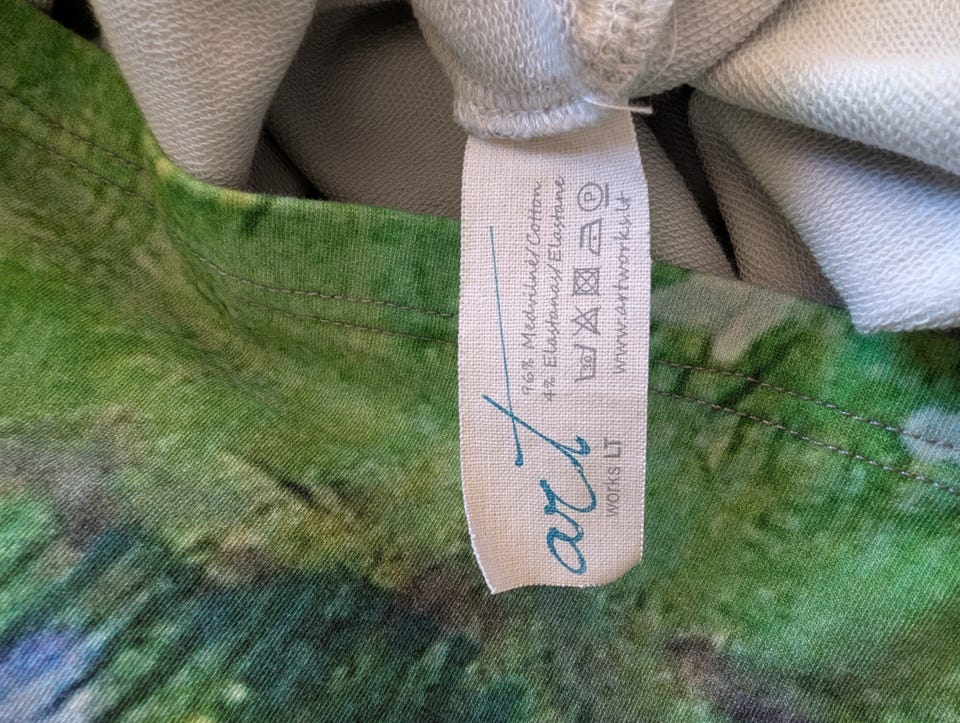 96% Medvilnė/Cotton
4% Elastanas/Elastane
P
www.artworks.lt
art
works LT